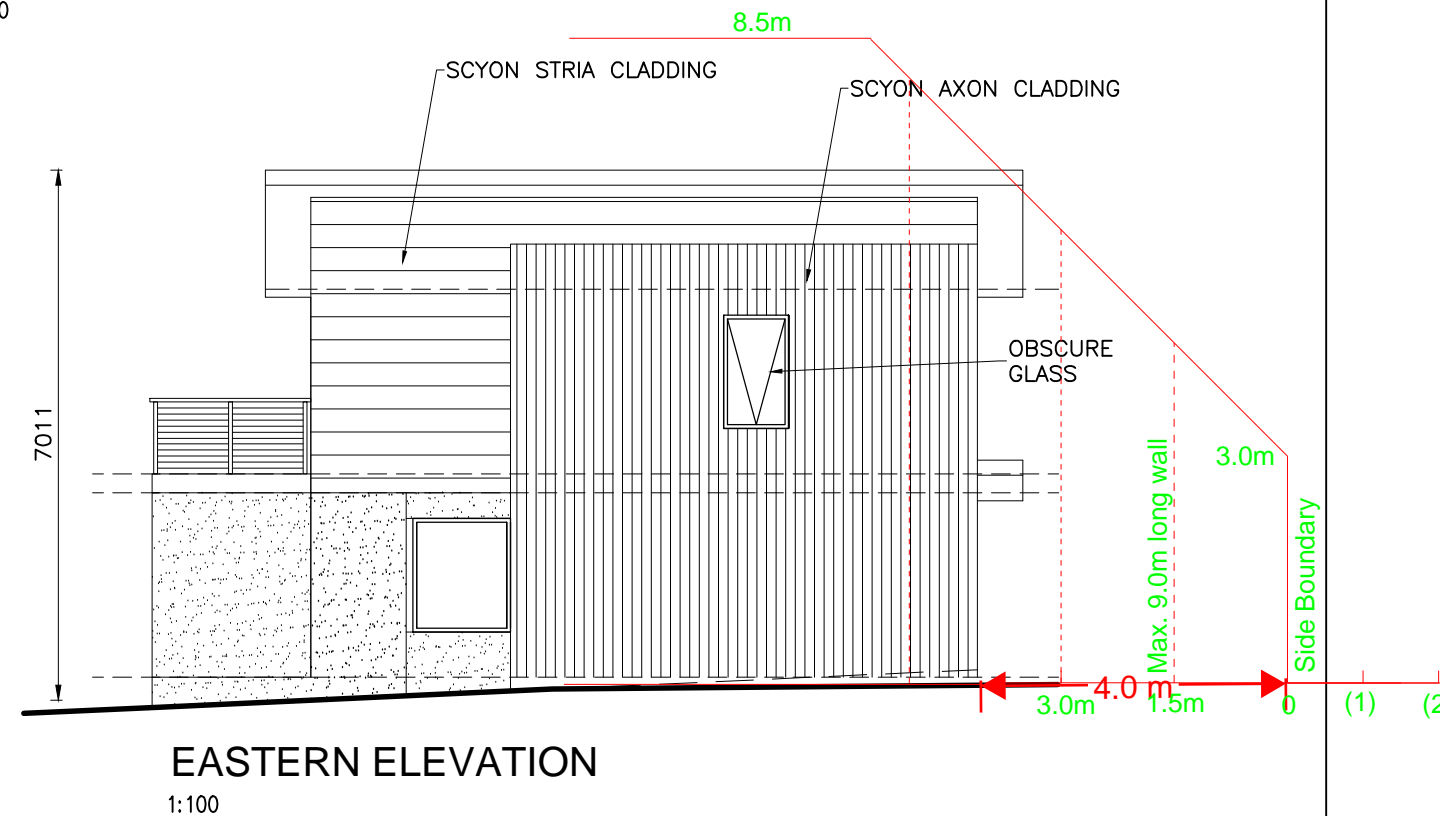 8.5m
SCYON STRIA CLADDING
SCYON AXON CLADDING
OBSCURE
GLASS
7011
Max. 9.0m long wall
3.0m
Side Boundary
4.0 m
3.0m
1.5m
0
(1)
EASTERN ELEVATION
1:100